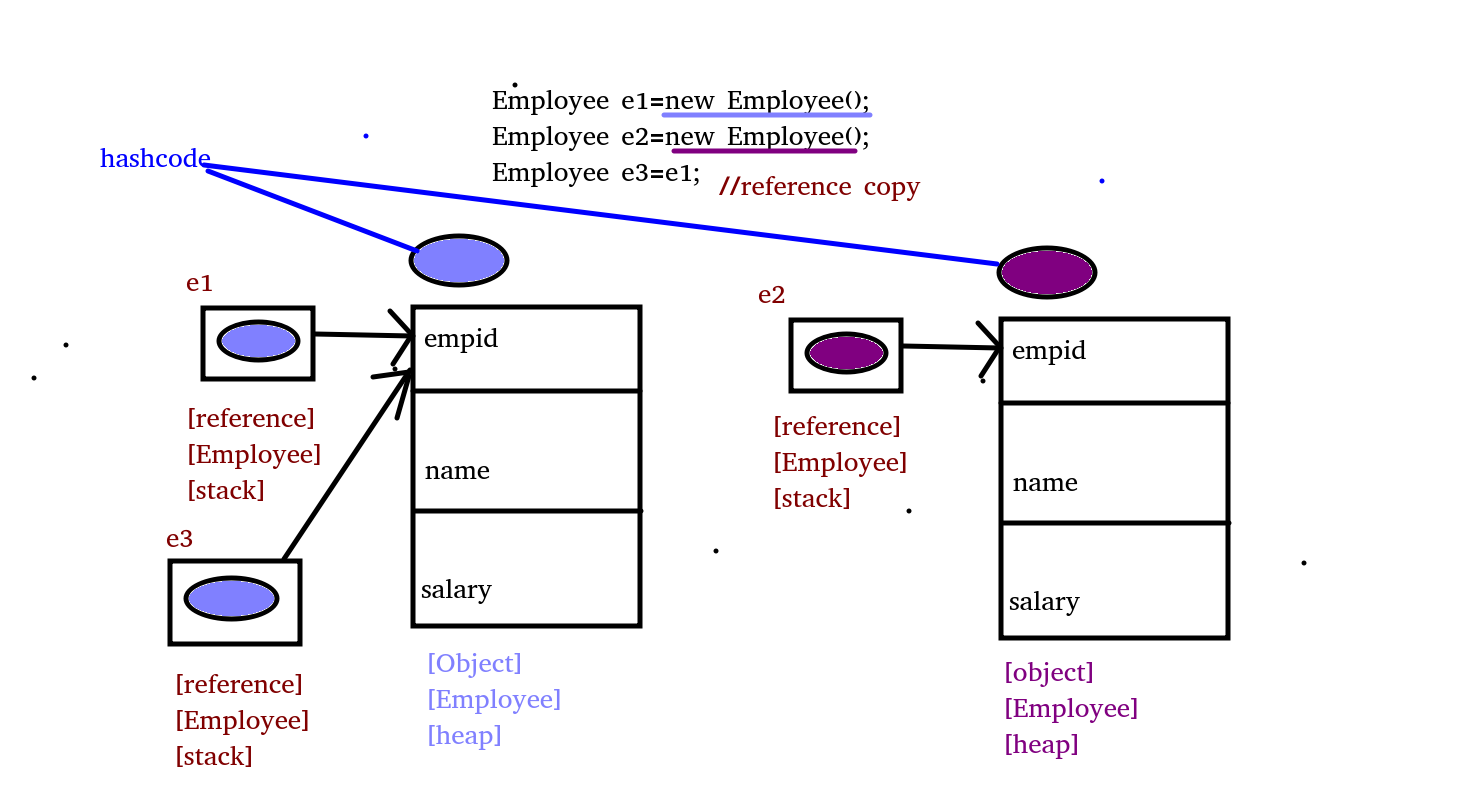 Employee e1=new Employee();
Employee e2=new Employee();
Employee e3=e1;
//reference copy
hashcode
e1
empid
name
salary
[reference]
[Employee]
[stack]
e3
[reference]
[Employee]
[stack]
[Object]
[Employee]
[heap]
e2
empid
name
salary
[reference]
[Employee]
[stack]
[object]
[Employee]
[heap]